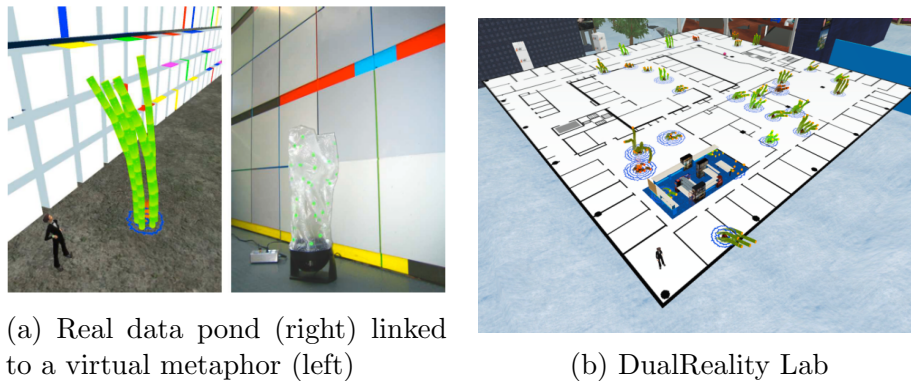 (a) Real data pond (right) linked
to a virtual metaphor (left)
(b) DualReality Lab